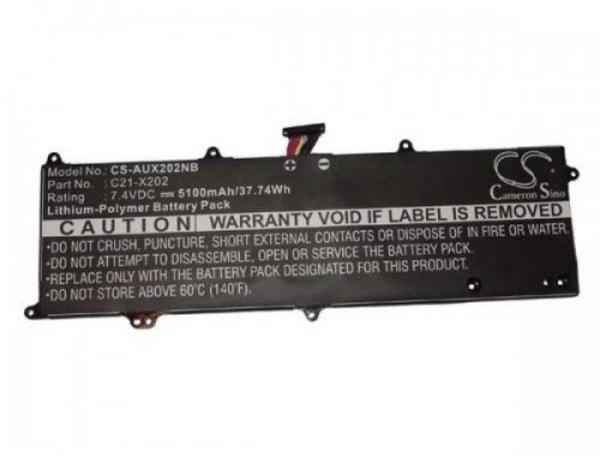 Model No.: CS-AUX202NB
Part No. : C21-X202
Rating : 7.4VDC ⎓ 5100mAh/37.74Wh
Lithium-Polymer Battery Pack
CS
Cameron Sino
WARRANTY VOID IF LABEL IS REMOVED
•DO NOT CRUSH, PUNCTURE, SHORT EXTERNAL CONTACTS OR DISPOSE OF IN FIRE OR WATER.
•DO NOT ATTEMPT TO DISASSEMBLE, OPEN OR SERVICE BATTERY PACK.
•REPLACE ONLY WITH THE BATTERY PACK DESIGNATED FOR THIS PRODUCT.
•DO NOT STORE ABOVE 60°C (140°F).